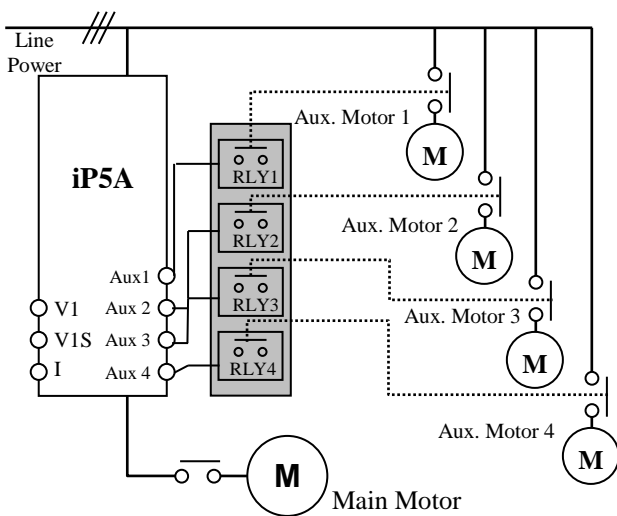 Line
Power
Aux. Motor 1
M
iP5A
RLY1
Aux. Motor 2
RLY2
M
Aux1
V1
Aux 2
RLY3
Aux. Motor 3
V1S
Aux 3
M
I
Aux 4
RLY4
Aux. Motor 4
M
M
Main Motor